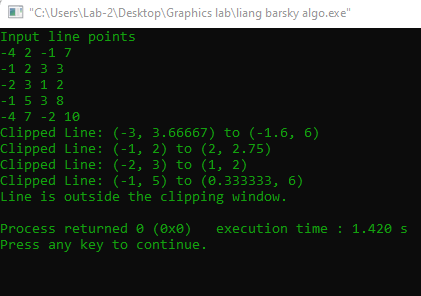 "C:\Users\Lab-2\Desktop\Graphics lab\liang barsky algo.exe"
Input line points
-4 2 -1 7
-1 2 3 3
-2 3 1 2
-1 5 3 8
-4 7 -2 10
Clipped Line: (-3, 3.66667) to (-1.6, 6)
Clipped Line: (-1, 2) to (2, 2.75)
Clipped Line: (-2, 3) to (1, 2)
Clipped Line: (-1, 5) to (0.333333, 6)
Line is outside the clipping window.
Process returned 0 (0x0)   execution time : 1.420 s
Press any key to continue.